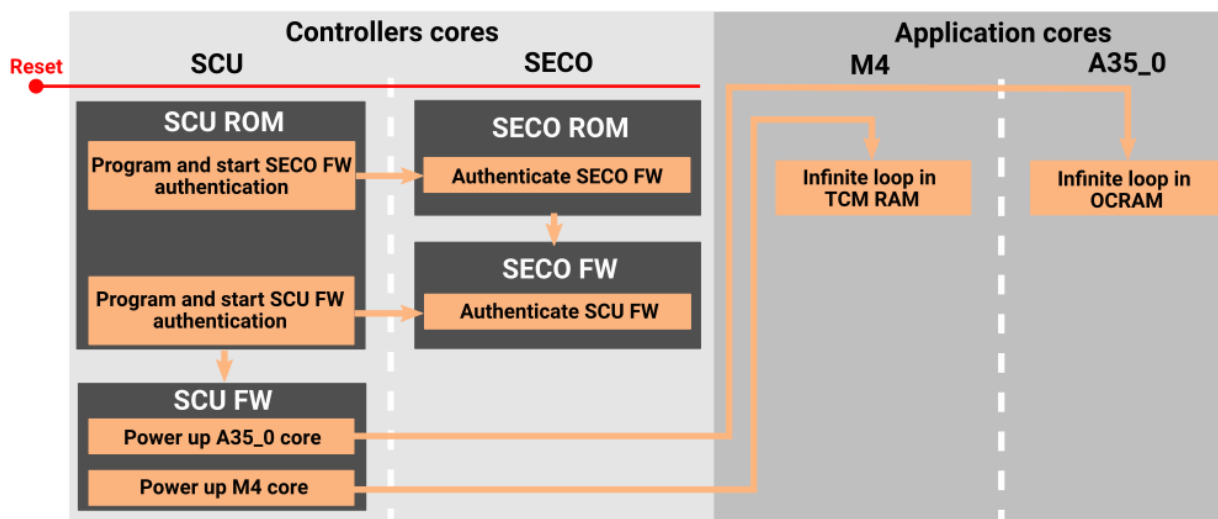 Controllers cores
Application cores
Reset
SCU
SECO
M4
A35_0
SCU ROM
Program and start SECO FW
authentication
SECO ROM
Authenticate SECO FW
Infinite loop in
TCM RAM
Infinite loop in
OCRAM
Program and start SCU FW
authentication
SECO FW
Authenticate SCU FW
SCU FW
Power up A35_0 core
Power up M4 core